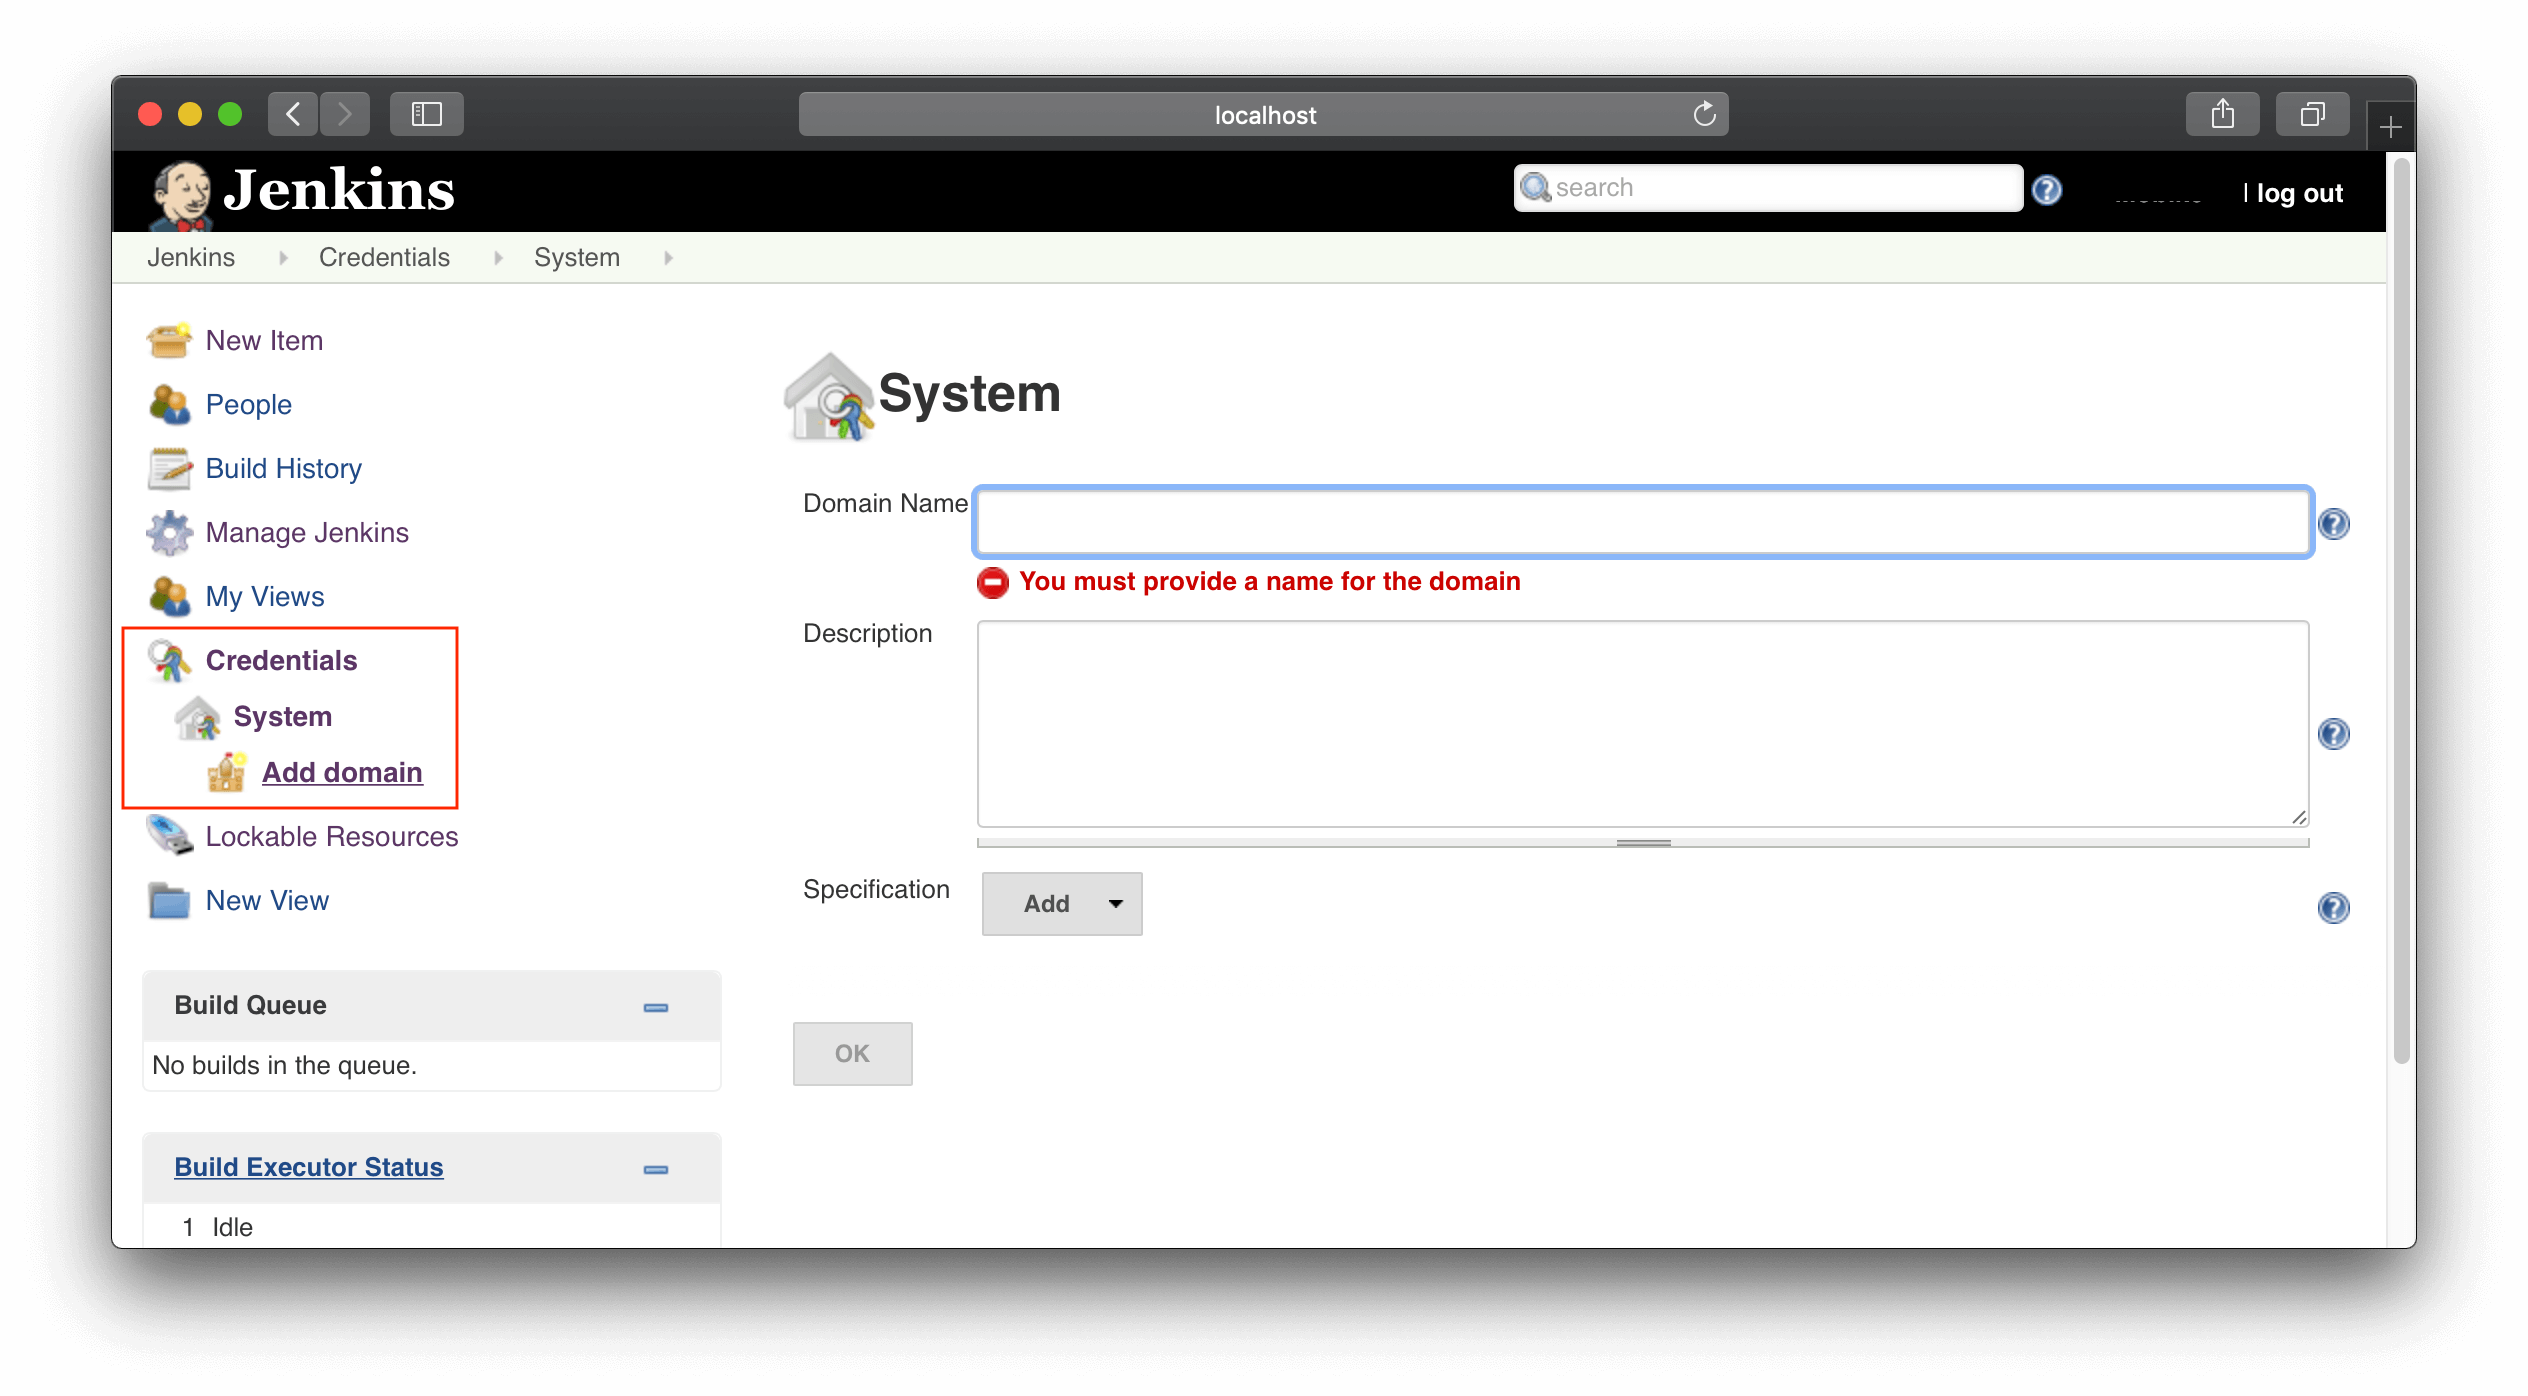 localhost
Jenkins
search
| log out
Jenkins
Credentials
System
New Item
People
Build History
Manage Jenkins
My Views
Credentials
System
Add domain
Lockable Resources
New View
Build Queue
No builds in the queue.
Build Executor Status
1 Idle
System
Domain Name
You must provide a name for the domain
Description
Specification
Add
OK